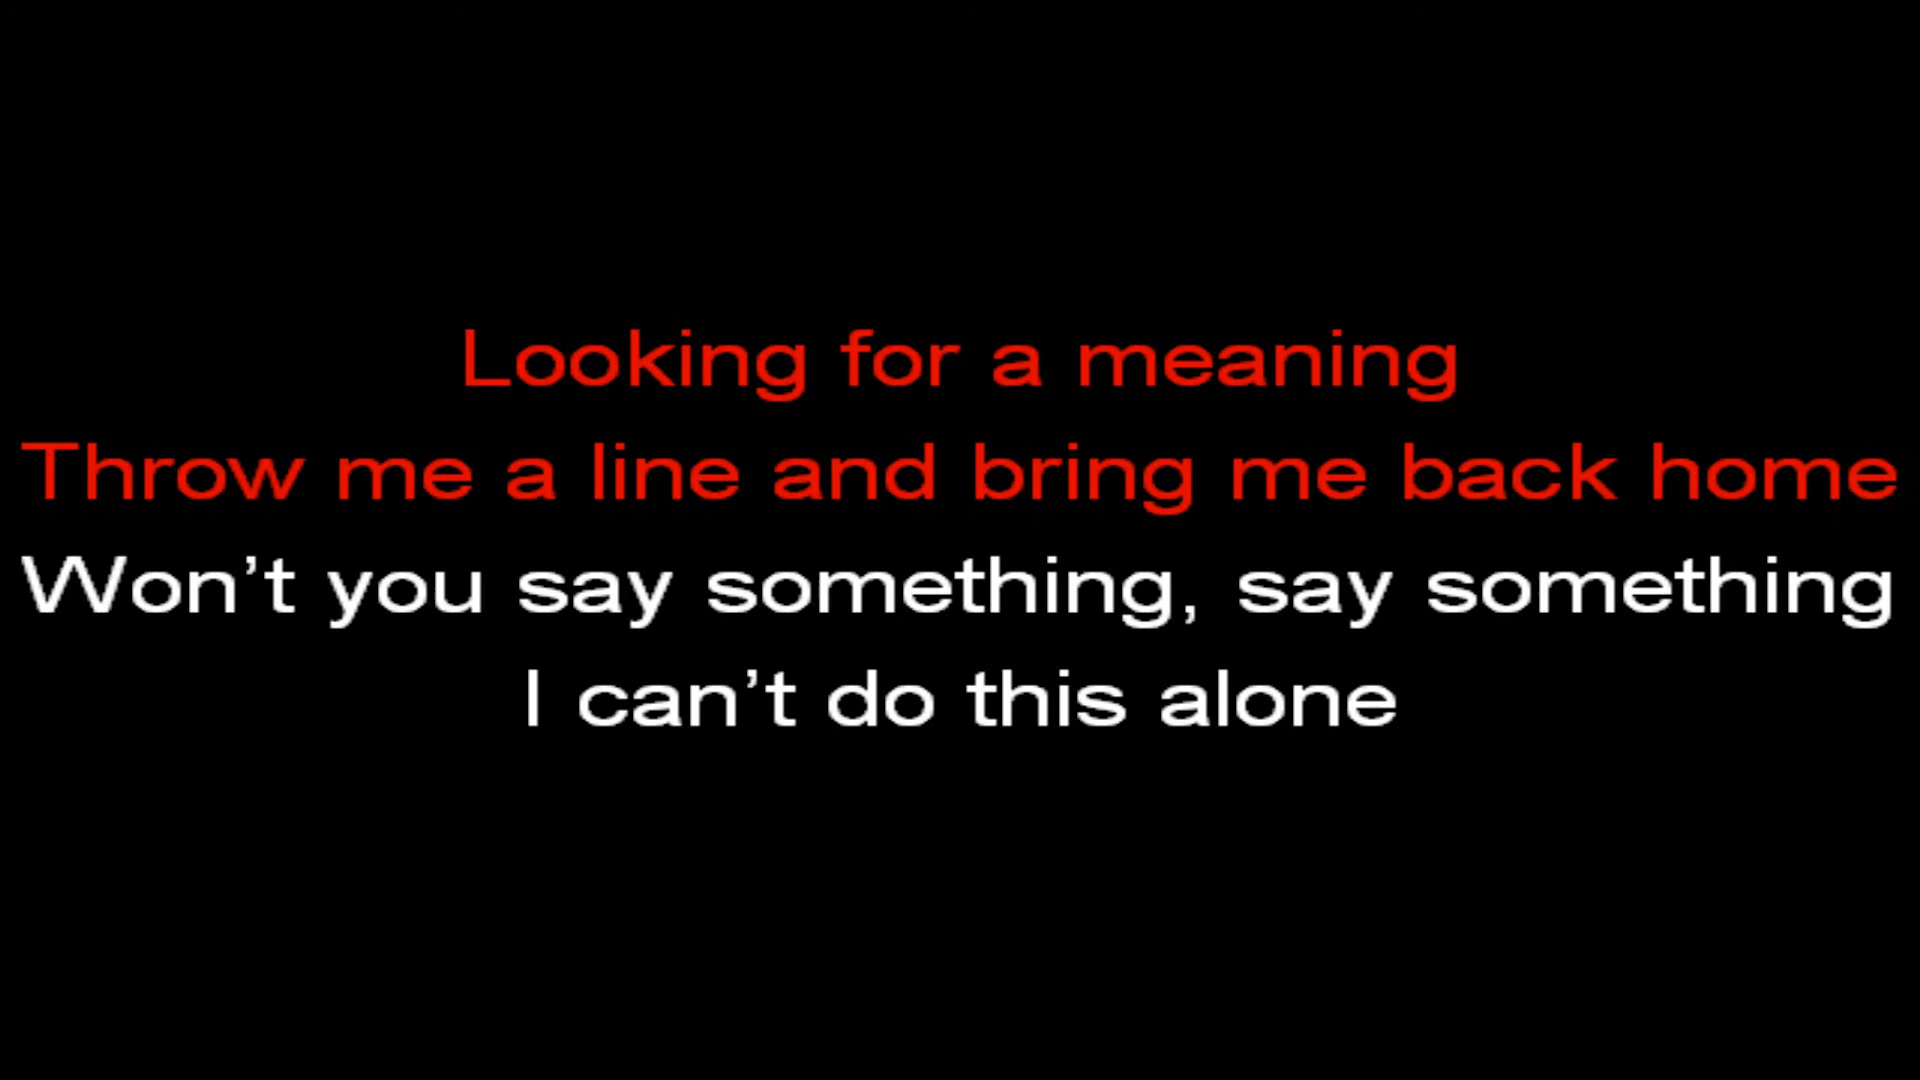 Looking for a meaning
Throw me a line and bring me back home
Won’t you say something, say something
I can’t do this alone